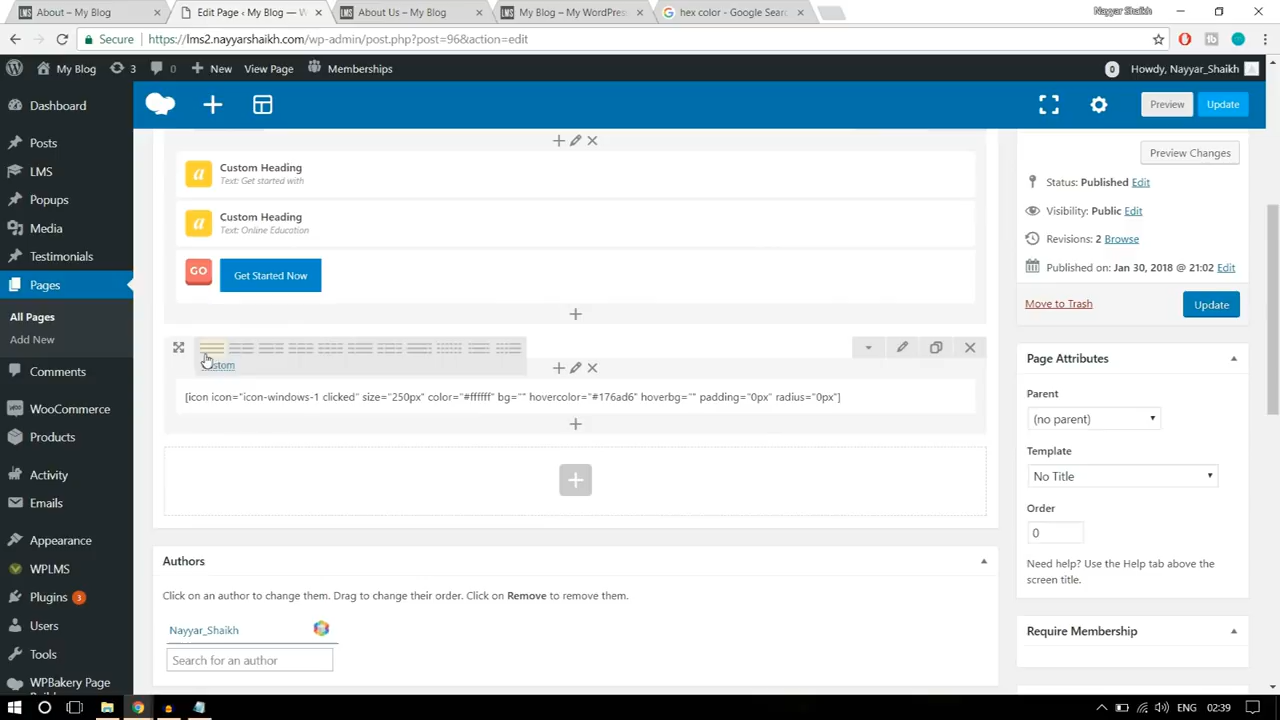 About – My Blog
Edit Page ‹ My Blog —
About Us – My Blog
My Blog – My WordPress
hex color - Google Sear
Nayyar Shaikh
Secure
https://lms2.nayyarshaikh.com/wp-admin/post.php?post=96&action=edit
My Blog
3
New
View Page
Memberships
0
Howdy, Nayyar_Shaikh
Dashboard
Preview
Update
Posts
LMS
Popups
Media
Testimonials
Pages
All Pages
Add New
Comments
WooCommerce
Products
Activity
Emails
Appearance
WPLMS
Plugins 3
Users
Tools
WPBakery Page
Custom Heading
Text: Get started with
Custom Heading
Text: Online Education
GO
Get Started Now
[icon icon="icon-windows-1 clicked" size="250px" color="#ffffff" bg="" hovercolor="#176ad6" hoverbg="" padding="0px" radius="0px"]
Authors
Click on an author to change them. Drag to change their order. Click on Remove to remove them.
Nayyar_Shaikh
Search for an author
Preview Changes
Status: Published Edit
Visibility: Public Edit
Revisions: 2 Browse
Published on: Jan 30, 2018 @ 21:02 Edit
Move to Trash
Update
Page Attributes
Parent
(no parent)
Template
No Title
Order
0
Need help? Use the Help tab above the
screen title.
Require Membership
ENG
02:39